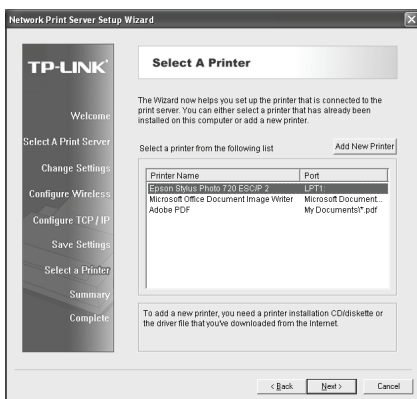 Network Print Server Setup Wizard
TP-LINK
Welcome
Select A Print Server
Change Settings
Configure Wireless
Configure TCP / IP
Save Settings
Select a Printer
Summary
Complete
Select A Printer
The Wizard now helps you set up the printer that is connected to the
print server. You can either select a printer that has already been
installed on this computer or add a new printer.
Select a printer from the following list
Add New Printer
Printer Name Port
Epson Stylus Photo 720 ESC/P 2 LPT1:
Microsoft Office Document Image Writer Microsoft Document...
Adobe PDF My Documents\*.pdf
To add a new printer, you need a printer installation CD/diskette or
the driver file that you've downloaded from the Internet.
< Back Next > Cancel